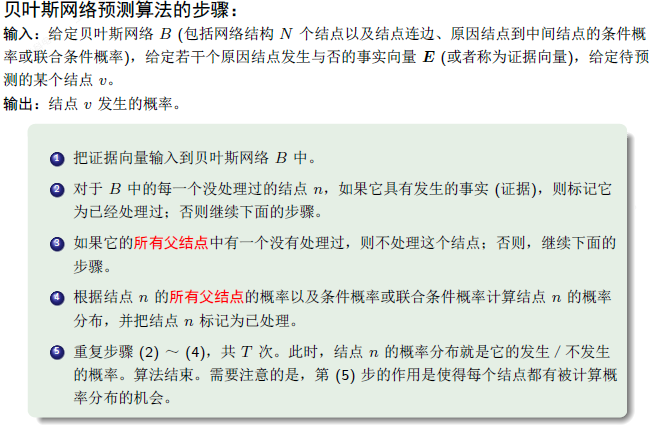 贝叶斯网络预测算法的步骤：
输入：给定贝叶斯网络 B (包括网络结构 N 个结点以及结点连边、原因结点到中间结点的条件概
率或联合条件概率)，给定若干个原因结点发生与否的事实向量 E (或者称为证据向量)，给定待预
测的某个结点 v。
输出：结点 v 发生的概率。
1 把证据向量输入到贝叶斯网络 B 中。
2 对于 B 中的每一个没处理过的结点 n，如果它具有发生的事实 (证据)，则标记它
为已经处理过；否则继续下面的步骤。
3 如果它的所有父结点中有一个没有处理过，则不处理这个结点；否则，继续下面的
步骤。
4 根据结点 n 的所有父结点的概率以及条件概率或联合条件概率计算结点 n 的概率
分布，并把结点 n 标记为已处理。
5 重复步骤 (2) ～ (4)，共 T 次。此时，结点 n 的概率分布就是它的发生 / 不发生
的概率。算法结束。需要注意的是，第 (5) 步的作用是使得每个结点都有被计算概
率分布的机会。